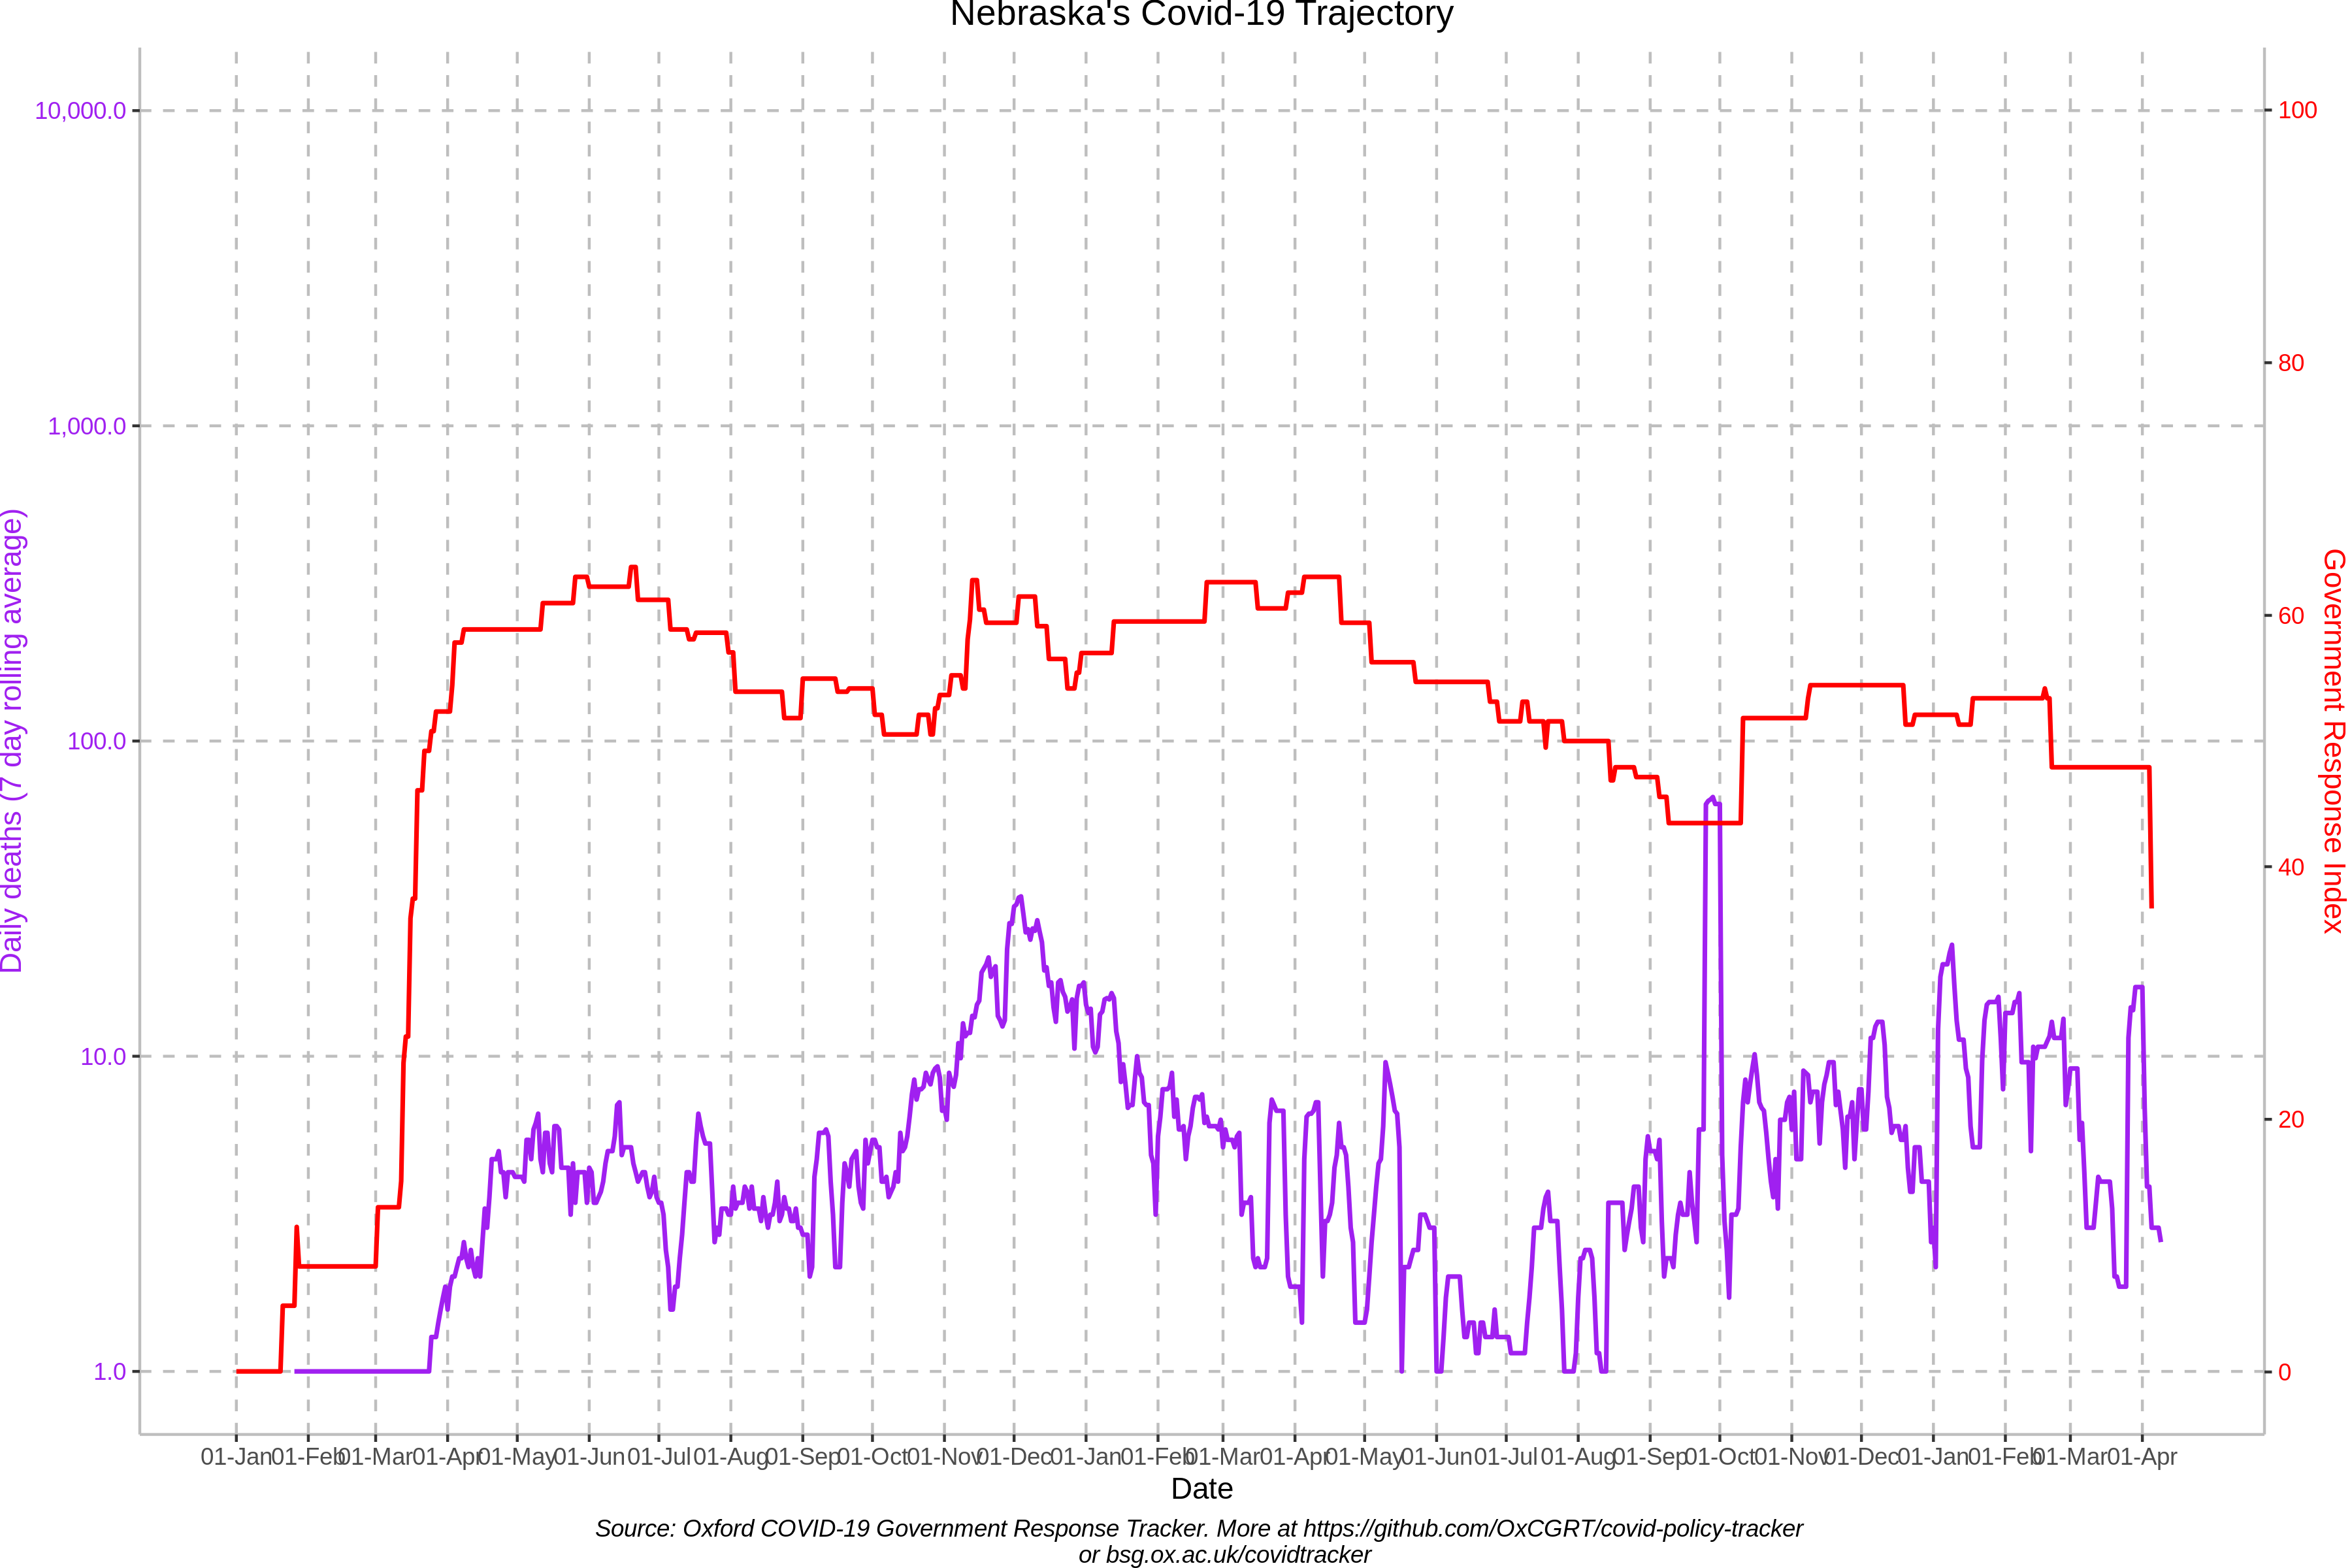 Nebraska's Covid-19 Trajectory
10,000.0
1,000.0
100.0
10.0
1.0
Daily deaths (7 day rolling average)
100
80
60
40
20
0
Government Response Index
01-Jan 01-Feb 01-Mar 01-Apr 01-May 01-Jun 01-Jul 01-Aug 01-Sep 01-Oct 01-Nov 01-Dec 01-Jan 01-Feb 01-Mar 01-Apr 01-May 01-Jun 01-Jul 01-Aug 01-Sep 01-Oct 01-Nov 01-Dec 01-Jan 01-Feb 01-Mar 01-Apr
Date
Source: Oxford COVID-19 Government Response Tracker. More at https://github.com/OxCGRT/covid-policy-tracker
or bsg.ox.ac.uk/covidtracker